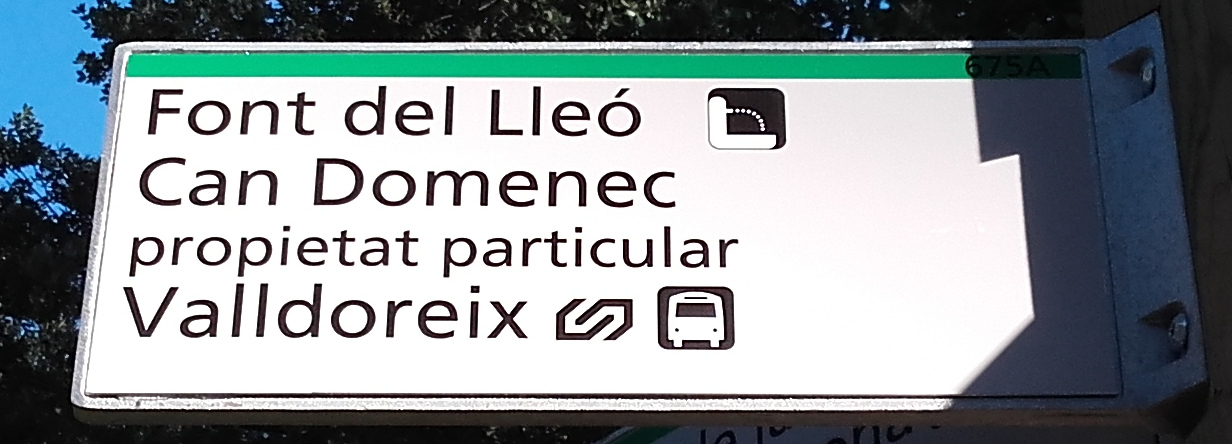 675A
Font del Lleó
Can Domenec
propietat particular
Valldoreix